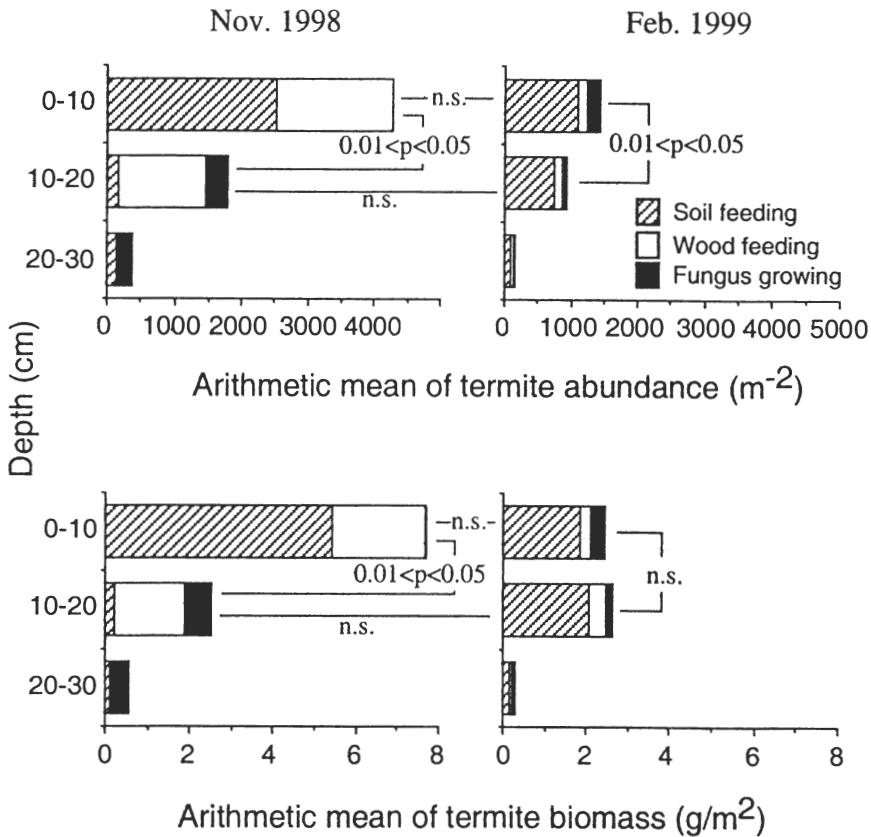 Nov. 1998
Feb. 1999
0-10
10-20
20-30
n.s.
0.01<p<0.05
n.s.
0.01<p<0.05
Soil feeding
Wood feeding
Fungus growing
0 1000 2000 3000 4000
0 1000 2000 3000 4000 5000
Arithmetic mean of termite abundance (m-2)
Depth (cm)
0-10
10-20
20-30
n.s.
0.01<p<0.05
n.s.
n.s.
0 2 4 6 8
0 2 4 6 8
Arithmetic mean of termite biomass (g/m2)